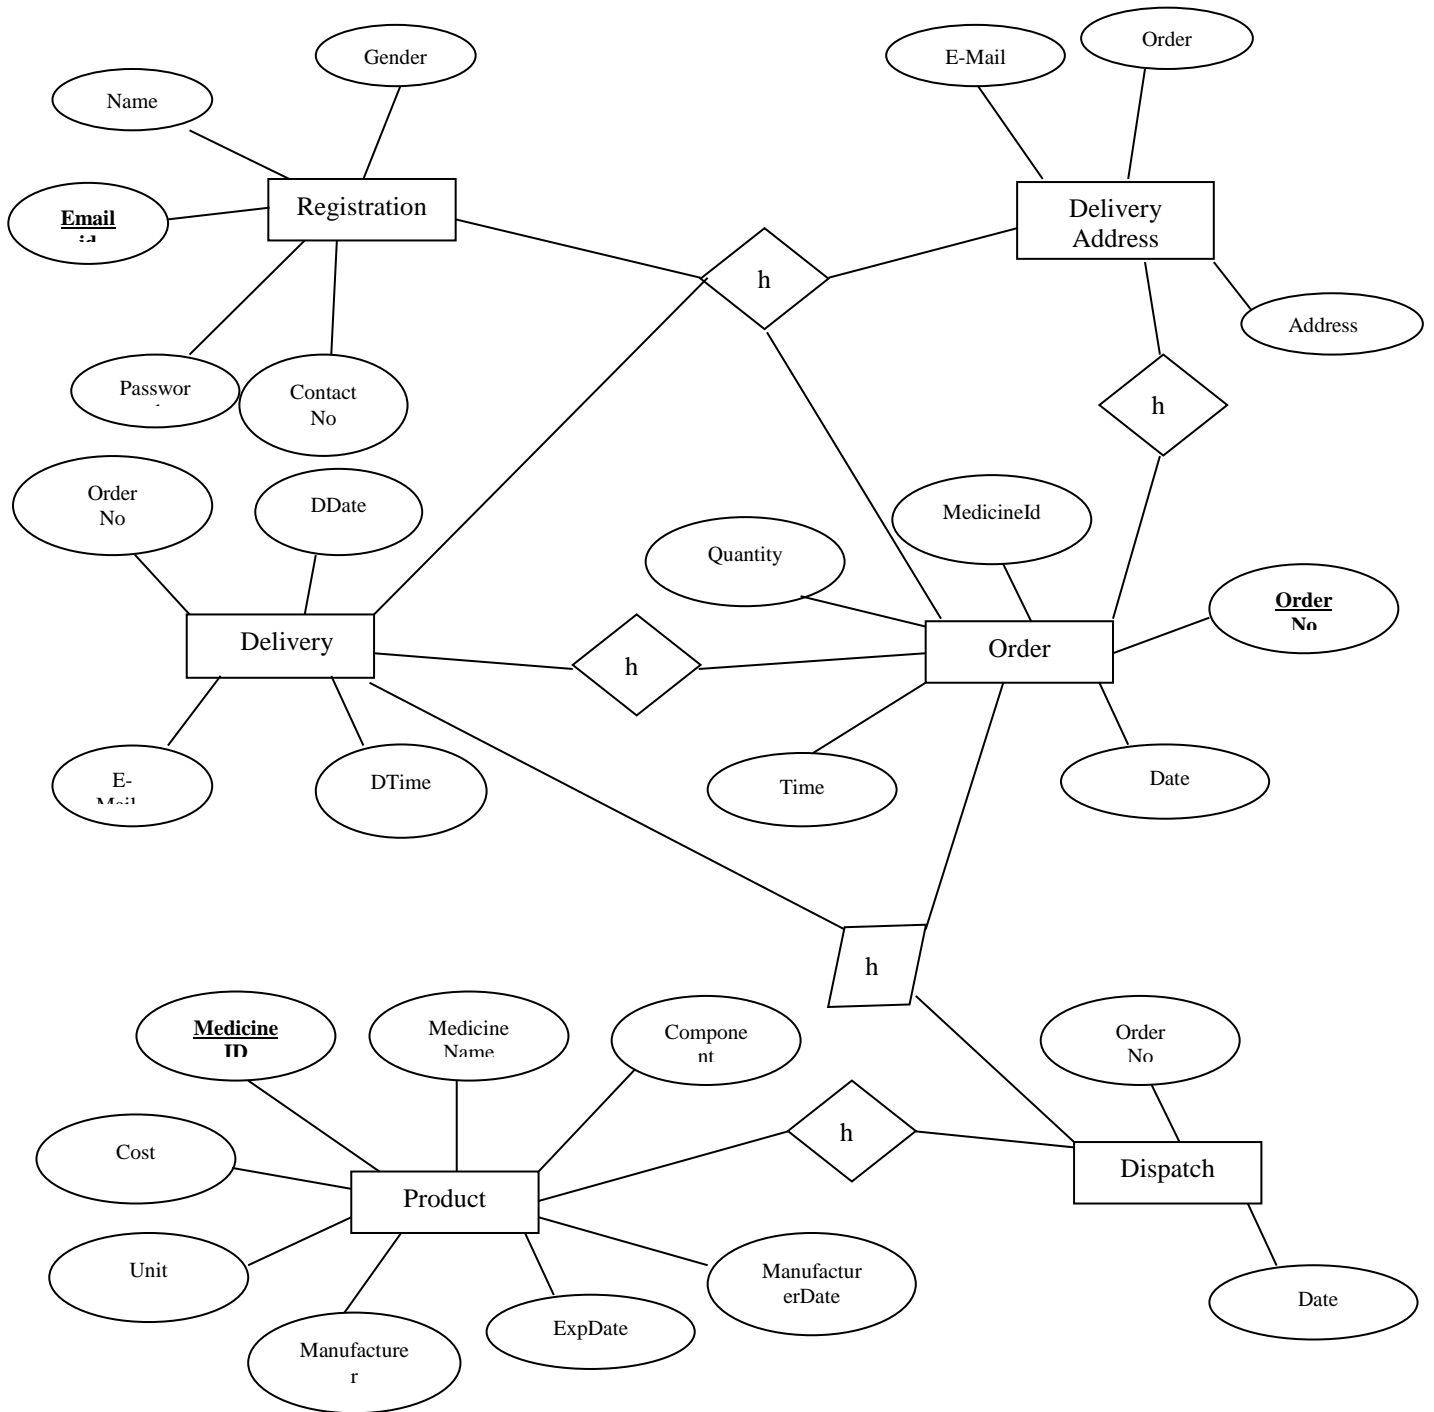 Gender
E-Mail
Order
Name
Registration
Delivery
Address
Email
id
h
Address
Passwor
Contact
No
h
Order
No
DDate
MedicineId
Quantity
Order
No
Delivery
h
Order
E-
Mail
DTime
Time
Date
h
Medicine
ID
Medicine
Name
Compone
nt
Order
No
Cost
h
Dispatch
Product
Unit
Manufactur
erDate
ExpDate
Date
Manufacture
r